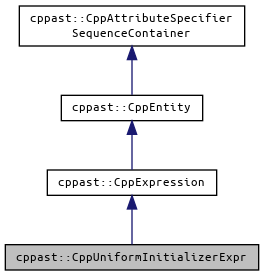 cppast::CppAttributeSpecifier
SequenceContainer
cppast::CppEntity
cppast::CppExpression
cppast::CppUniformInitializerExpr